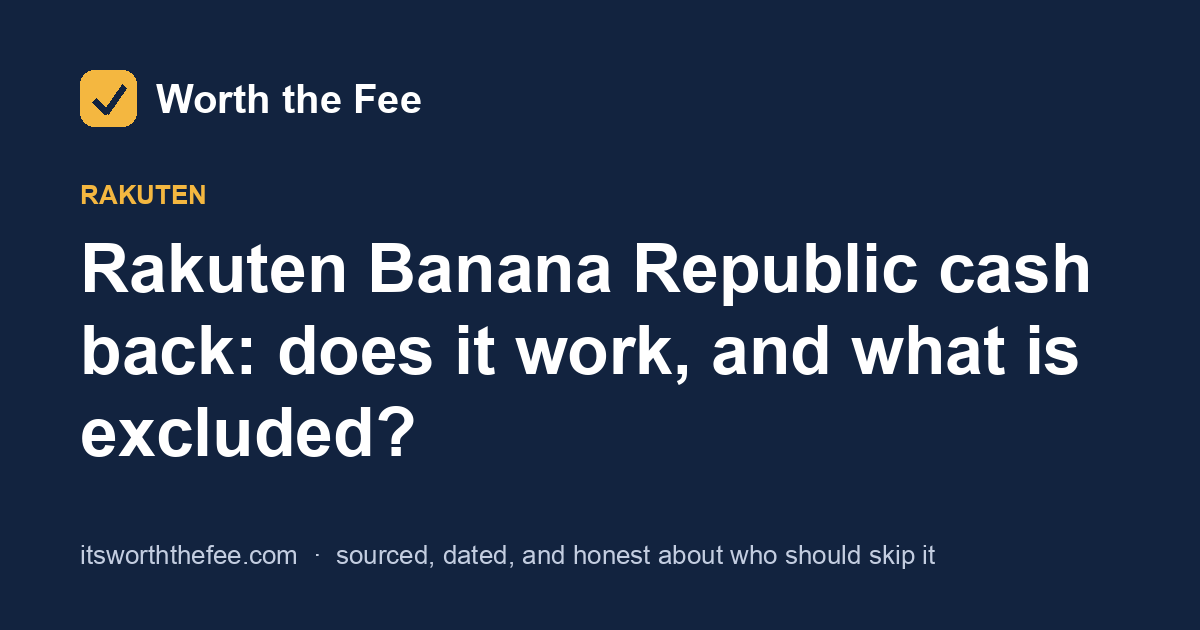 Worth the Fee
RAKUTEN
Rakuten Banana Republic cash
back: does it work, and what is
excluded?
itsworththefee.com · sourced, dated, and honest about who should skip it